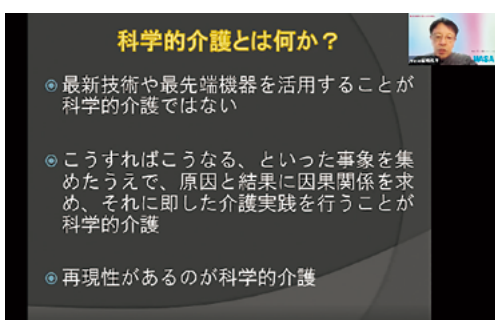 科学的介護とは何か？
最新技術や最先端機器を活用することが
科学的介護ではない
こうすればこうなる、といった事象を集
めたうえで、原因と結果に因果関係を求
め、それに即した介護実践を行うことが
科学的介護
再現性があるのが科学的介護